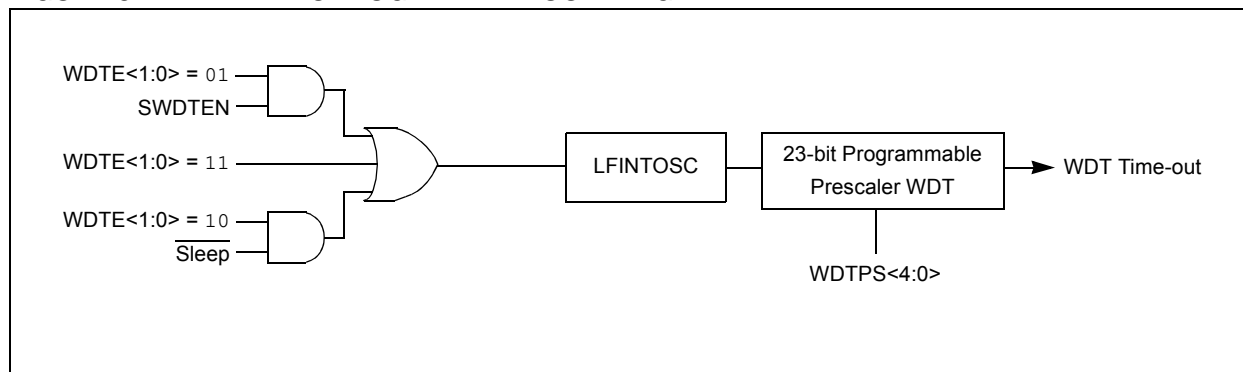 WDTE<1:0> = 01
SWDTEN
WDTE<1:0> = 11
WDTE<1:0> = 10
Sleep
LFINTOSC
23-bit Programmable
Prescaler WDT
WDT Time-out
WDTPS<4:0>